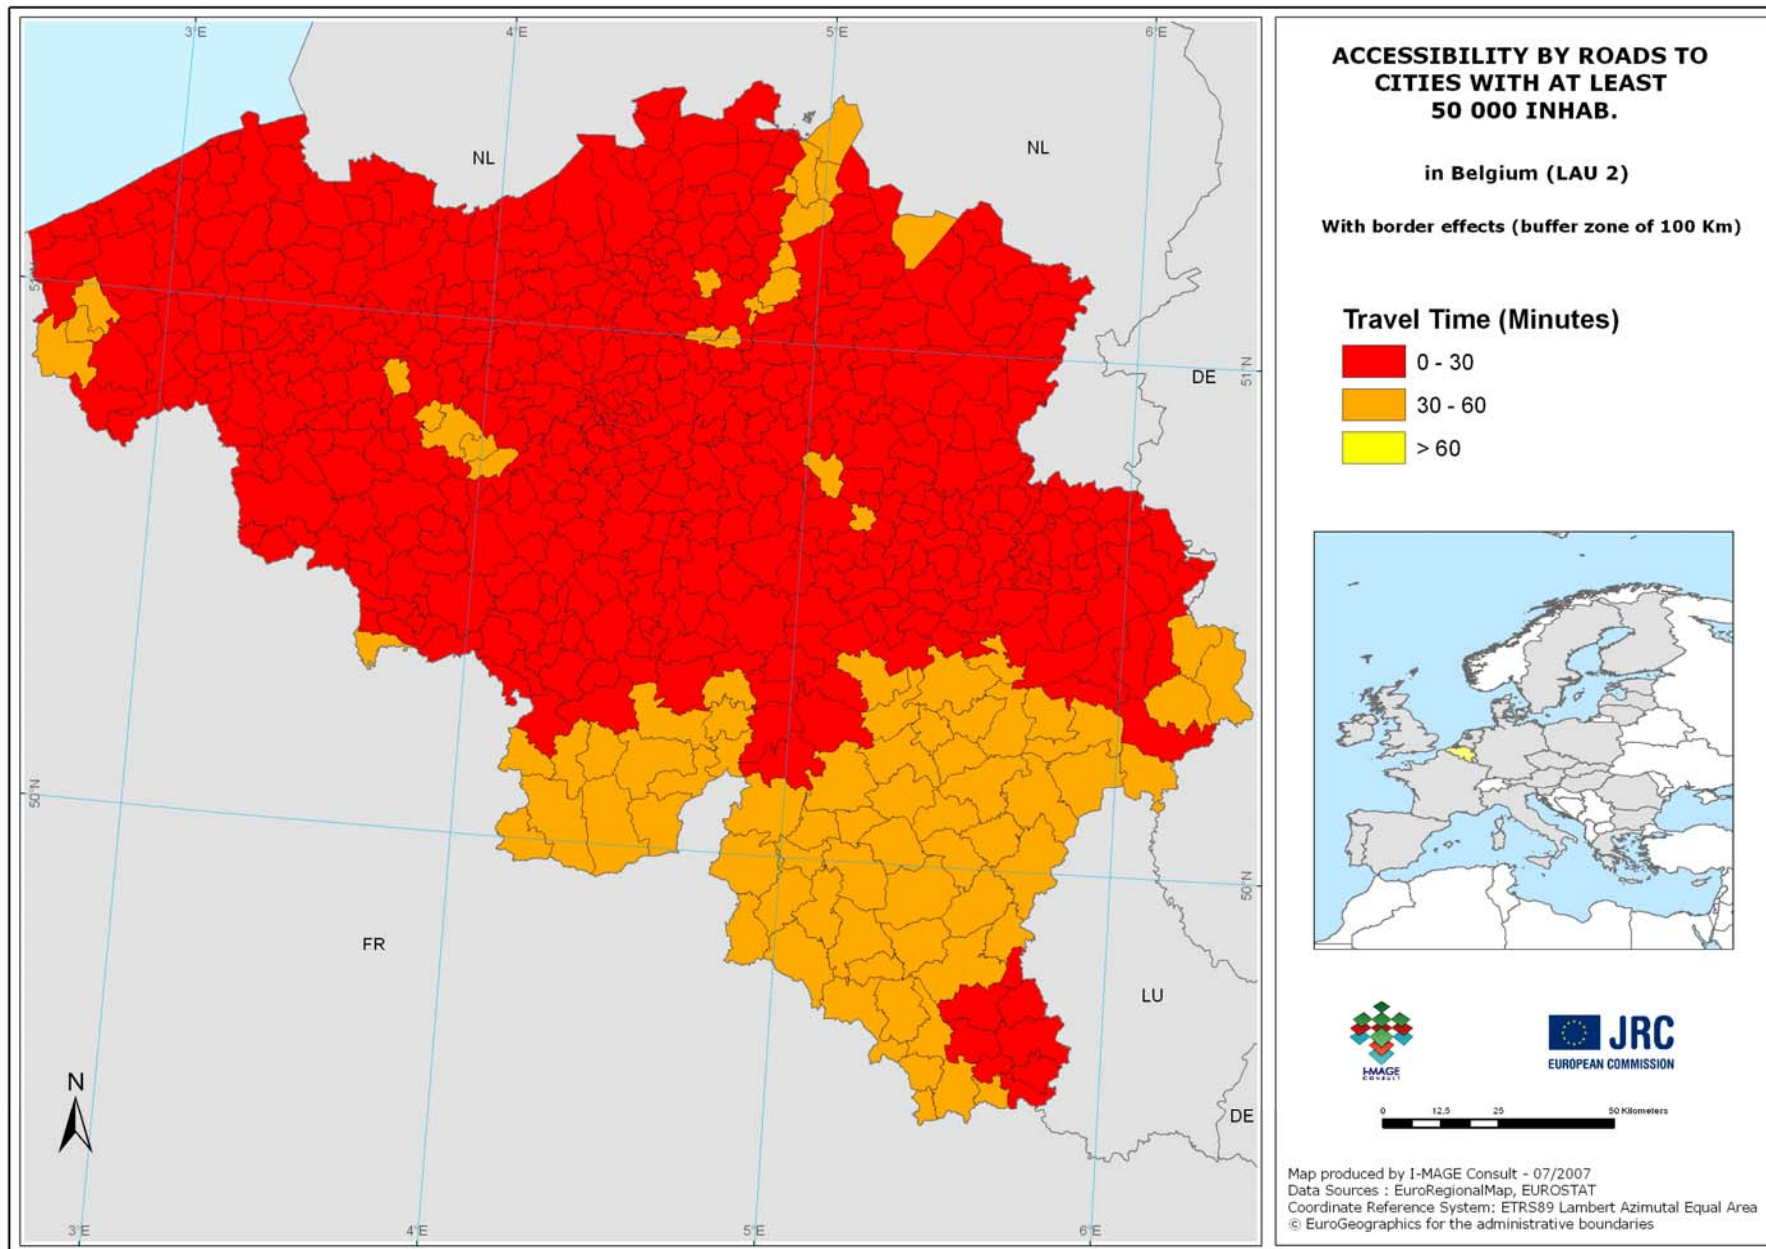 3°E
4°E
5°E
6°E
NL
NL
51°N
51°N
DE
50°N
50°N
FR
LU
N
DE
3°E
4°E
5°E
6°E
ACCESSIBILITY BY ROADS TO
CITIES WITH AT LEAST
50 000 INHAB.
in Belgium (LAU 2)
With border effects (buffer zone of 100 Km)
Travel Time (Minutes)
0 - 30
30 - 60
> 60
I-MAGE
CONSULT
JRC
EUROPEAN COMMISSION
0 12,5 25 50 Kilometers
Map produced by I-MAGE Consult - 07/2007
Data Sources : EuroRegionalMap, EUROSTAT
Coordinate Reference System: ETRS89 Lambert Azimutal Equal Area
© EuroGeographics for the administrative boundaries